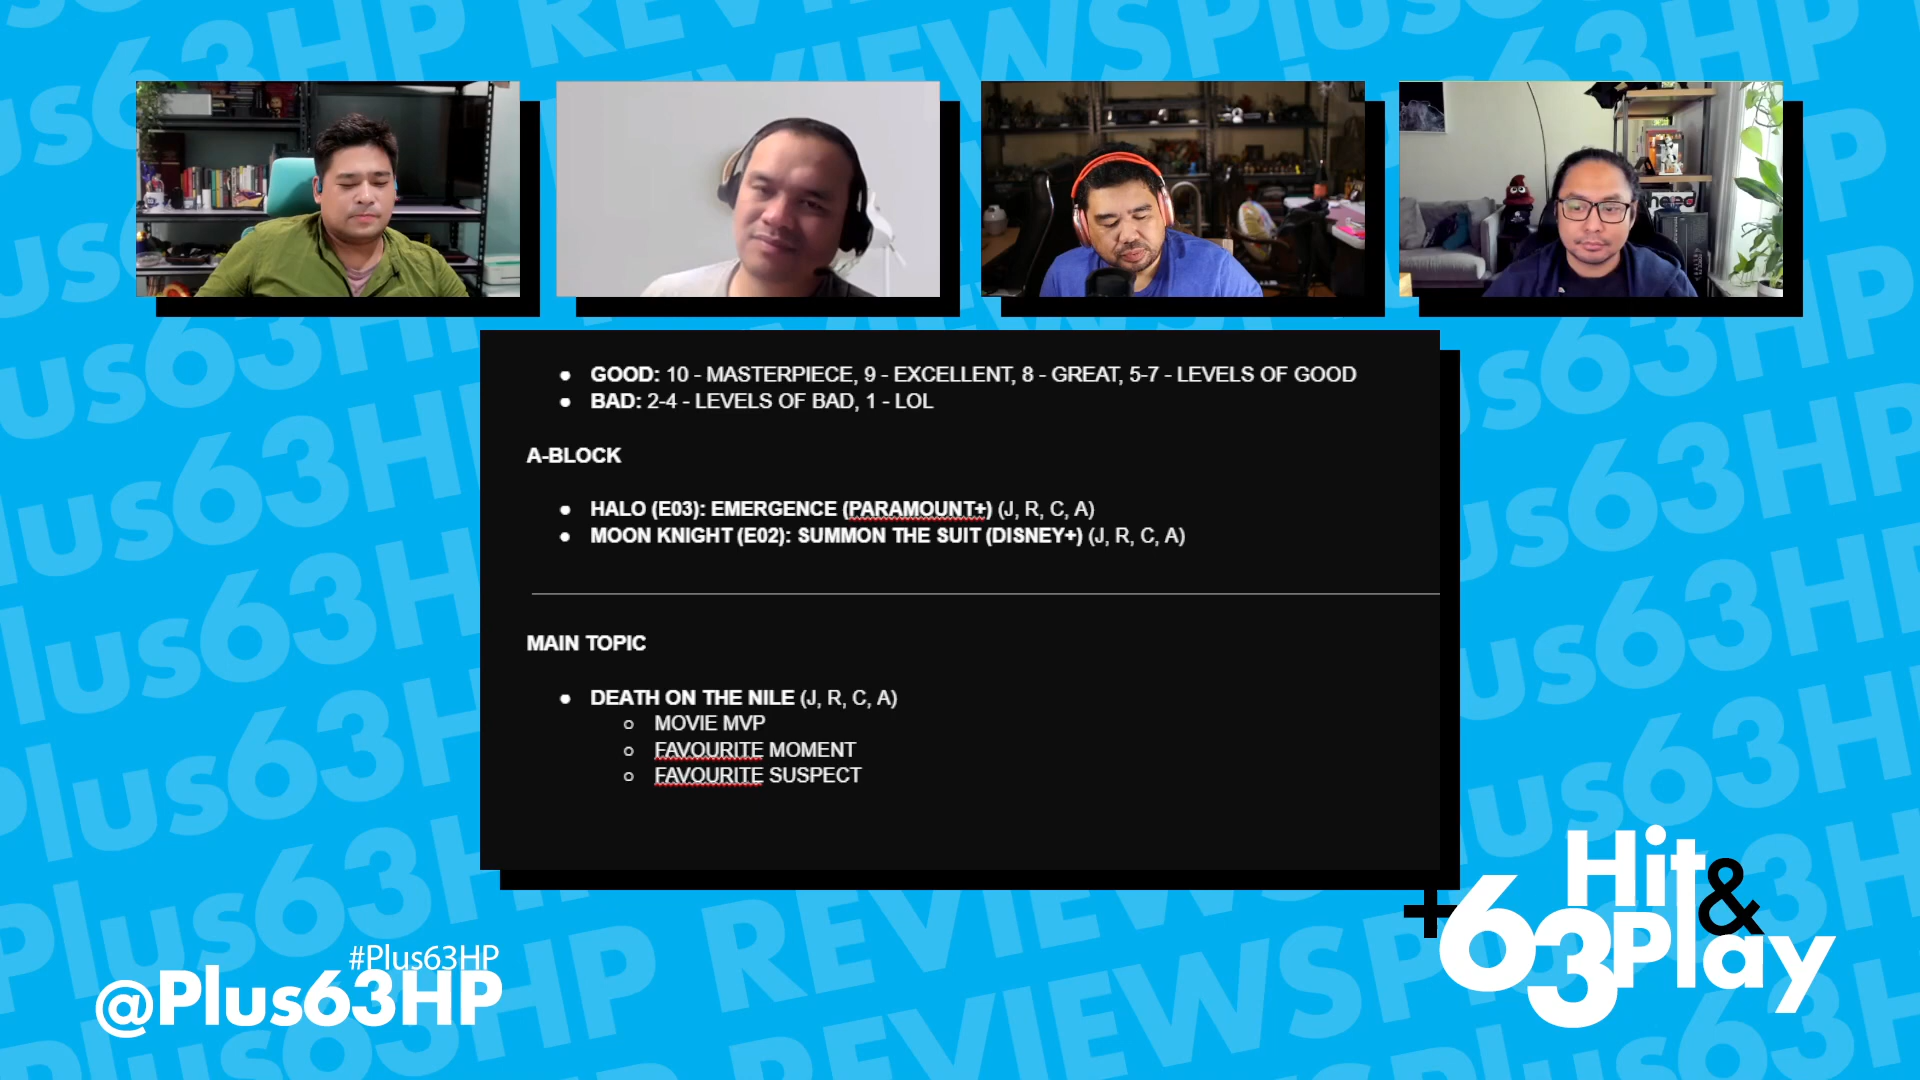 GOOD: 10 - MASTERPIECE, 9 - EXCELLENT, 8 - GREAT, 5-7 - LEVELS OF GOOD
BAD: 2-4 - LEVELS OF BAD, 1 - LOL
A-BLOCK
HALO (E03): EMERGENCE (PARAMOUNT+) (J, R, C, A)
MOON KNIGHT (E02): SUMMON THE SUIT (DISNEY+) (J, R, C, A)
MAIN TOPIC
DEATH ON THE NILE (J, R, C, A)
MOVIE MVP
FAVOURITE MOMENT
FAVOURITE SUSPECT
#Plus63HP
@Plus63HP
+63 Hit &
Play